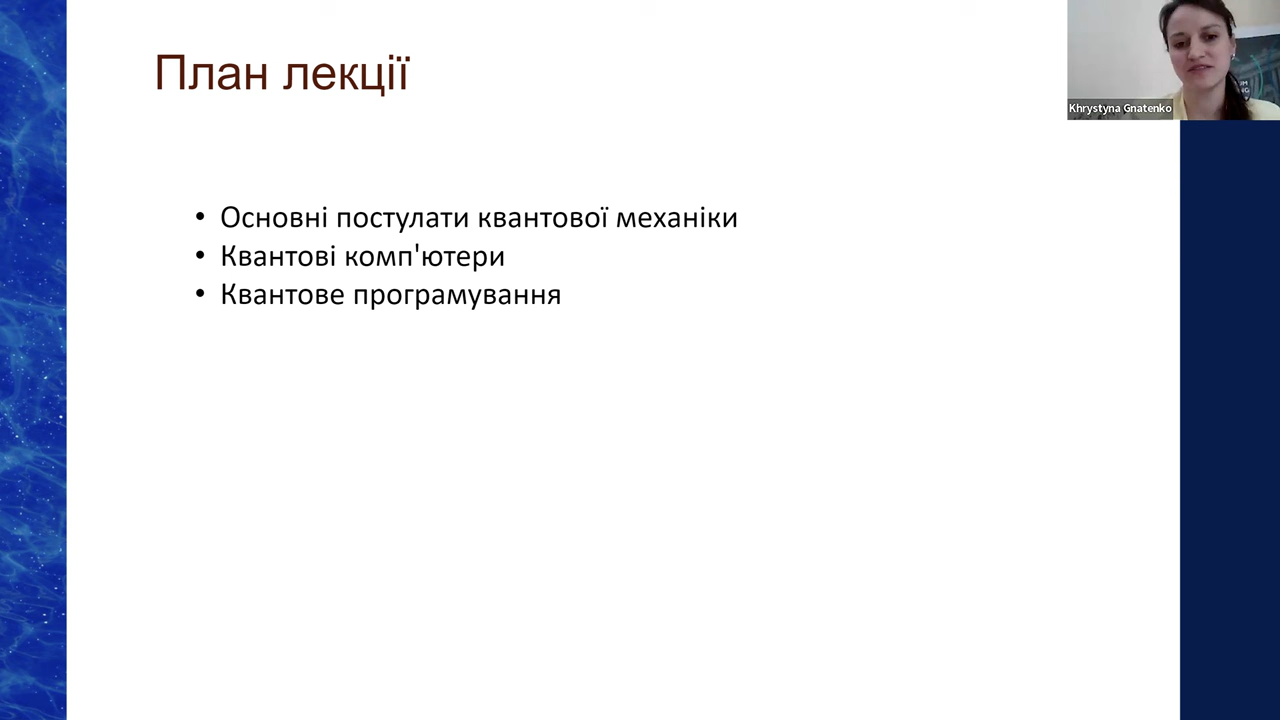 План лекції
Khrystyna Gnatenko
• Основні постулати квантової механіки
• Квантові комп'ютери
• Квантове програмування